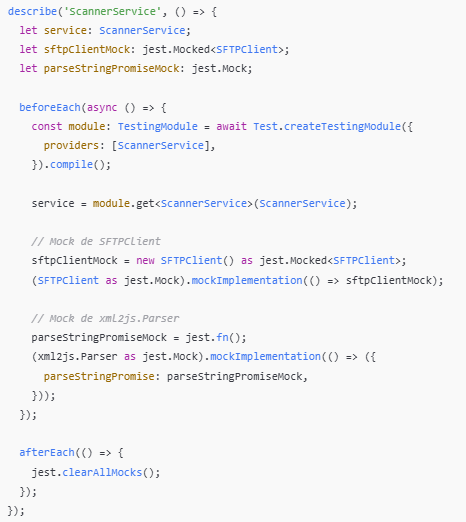 describe('ScannerService', () => {
  let service: ScannerService;
  let sftpClientMock: jest.Mocked<SFTPClient>;
  let parseStringPromiseMock: jest.Mock;

  beforeEach(async () => {
    const module: TestingModule = await Test.createTestingModule({
      providers: [ScannerService],
    }).compile();

    service = module.get<ScannerService>(ScannerService);

    // Mock de SFTPClient
    sftpClientMock = new SFTPClient() as jest.Mocked<SFTPClient>;
    (SFTPClient as jest.Mock).mockImplementation(() => sftpClientMock);

    // Mock de xml2js.Parser
    parseStringPromiseMock = jest.fn();
    (xml2js.Parser as jest.Mock).mockImplementation(() => ({
      parseStringPromise: parseStringPromiseMock,
    }));
  });

  afterEach(() => {
    jest.clearAllMocks();
  });
});